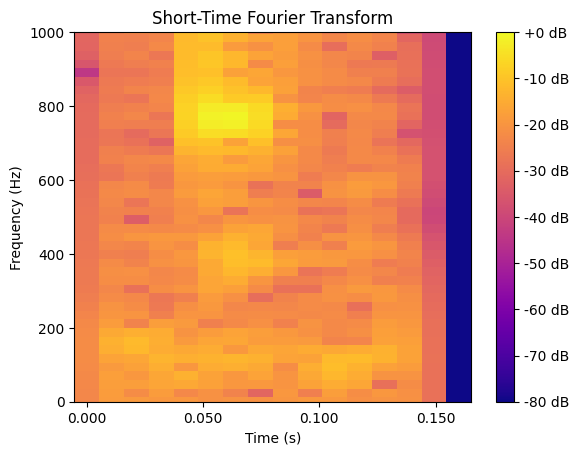 Short-Time Fourier Transform
1000
800
600
400
200
0
Frequency (Hz)
0.000
0.050
0.100
0.150
Time (s)
+0 dB
-10 dB
-20 dB
-30 dB
-40 dB
-50 dB
-60 dB
-70 dB
-80 dB